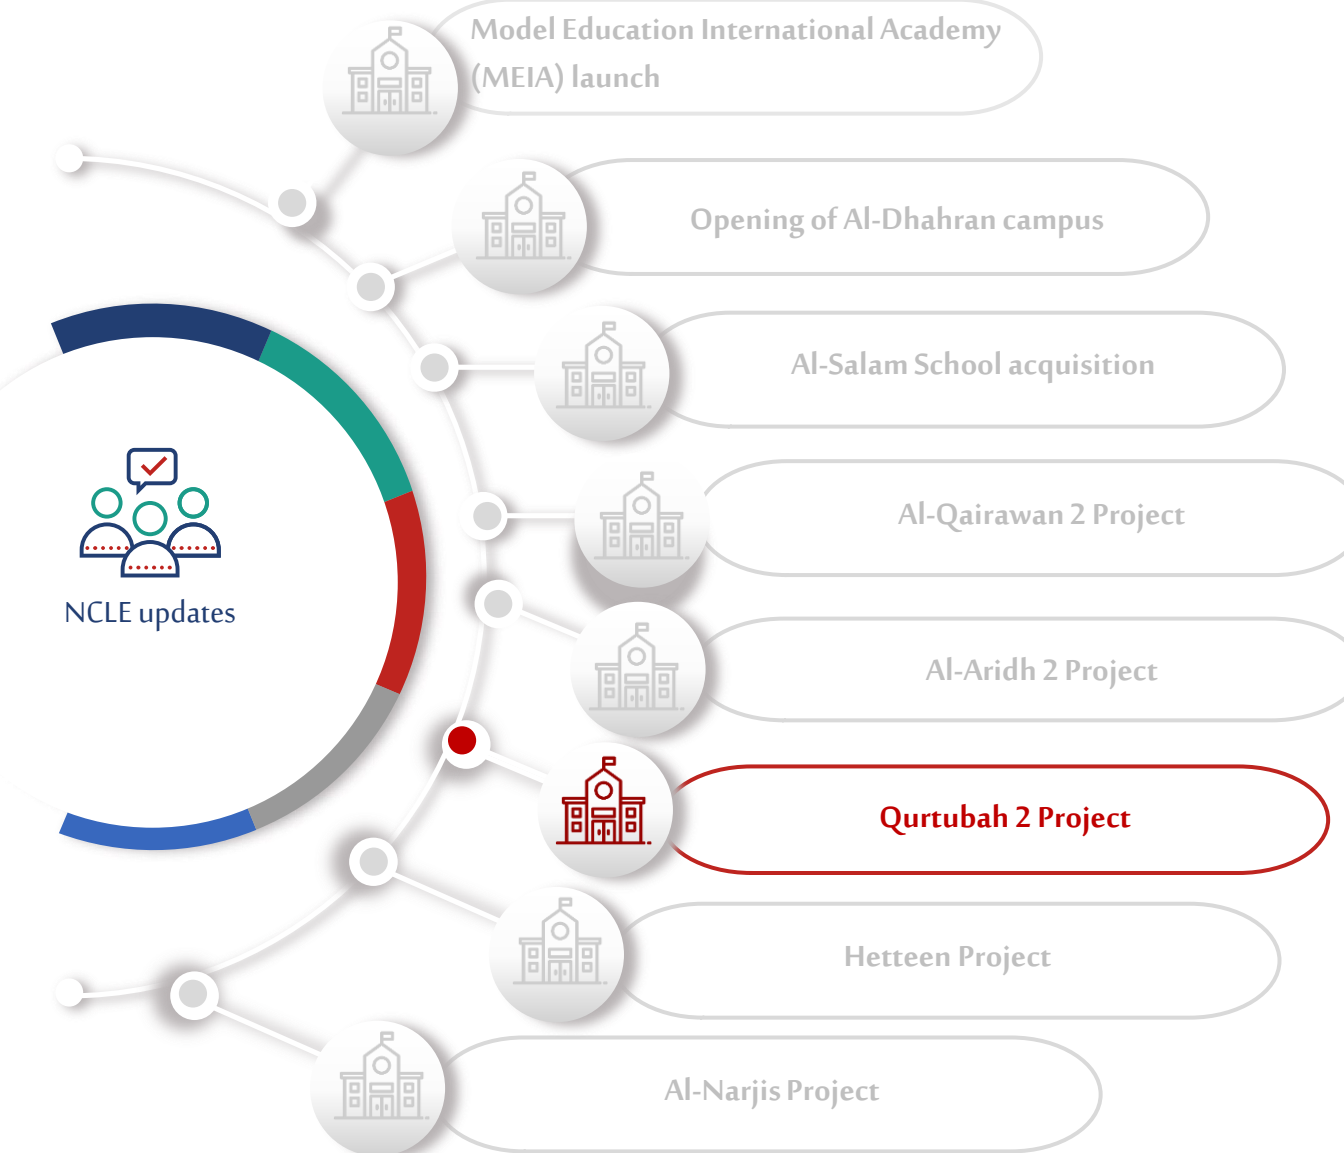 Model Education International Academy
(MEIA) launch
Opening of Al-Dhahran campus
Al-Salam School acquisition
Al-Qairawan 2 Project
NCLE updates
Al-Aridh 2 Project
Qurtubah 2 Project
Hetteen Project
Al-Narjis Project